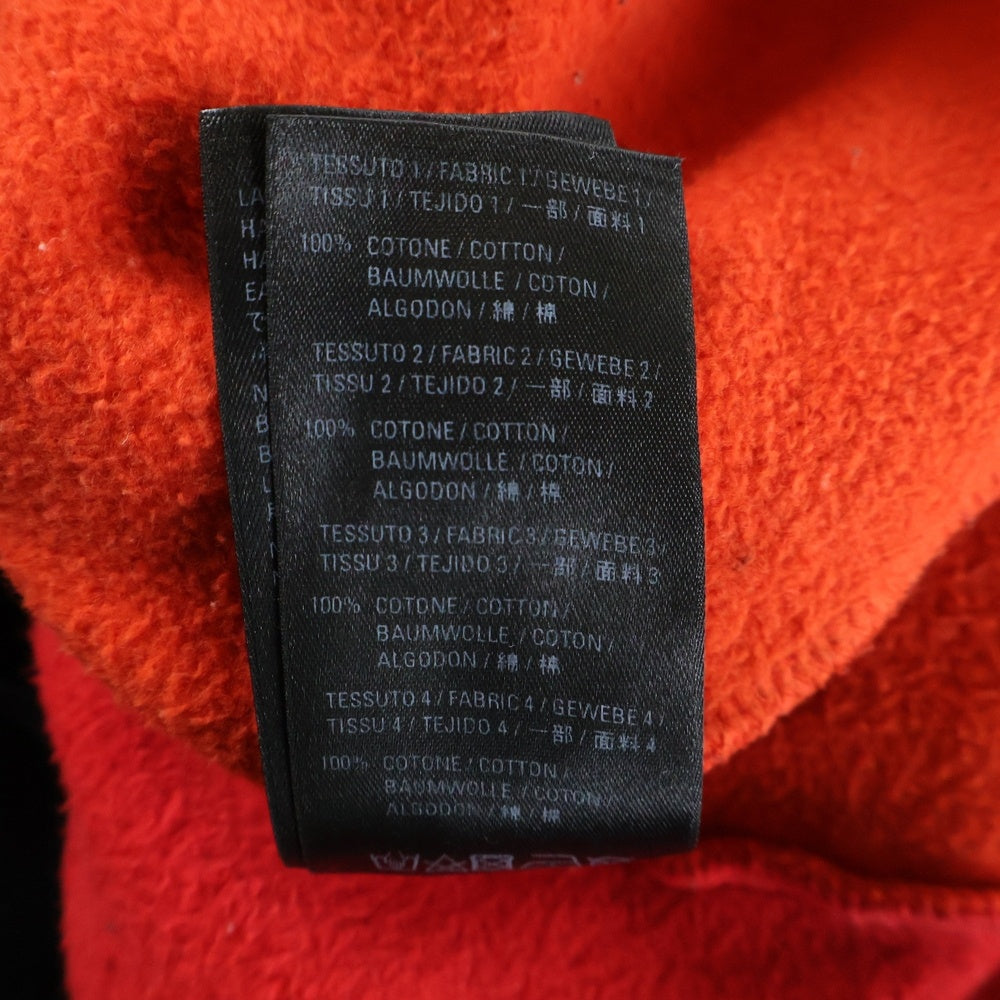 TESSUTO 1 / FABRIC 1 / GEWEBE 1 /
TISSU 1 / TEJIDO 1 / 一部 / 面料 1
100% COTONE / COTTON /
BAUMWOLLE / COTON /
ALGODON / 綿 / 棉
TESSUTO 2 / FABRIC 2 / GEWEBE 2 /
TISSU 2 / TEJIDO 2 / 一部 / 面料 2
100% COTONE / COTTON /
BAUMWOLLE / COTON /
ALGODON / 綿 / 棉
TESSUTO 3 / FABRIC 3 / GEWEBE 3 /
TISSU 3 / TEJIDO 3 / 一部 / 面料 3
100% COTONE / COTTON /
BAUMWOLLE / COTON /
ALGODON / 綿 / 棉
TESSUTO 4 / FABRIC 4 / GEWEBE 4 /
TISSU 4 / TEJIDO 4 / 一部 / 面料 4
100% COTONE / COTTON /
BAUMWOLLE / COTON /
ALGODON / 綿 / 棉